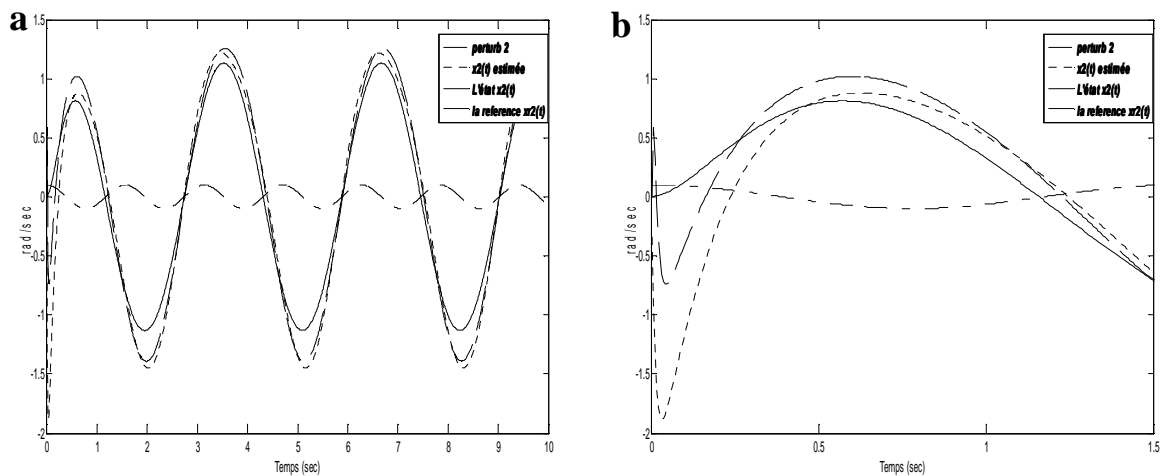 a
1.5
1
0.5
0
-0.5
-1
-1.5
-2
rad/sec
0 1 2 3 4 5 6 7 8 9 10
Temps (sec)
perturb 2
x2(t) estimée
L'état x2(t)
la reference xr2(t)
b
1.5
1
0.5
0
-0.5
-1
-1.5
-2
rad/sec
0 0.5 1 1.5
Temps (sec)
perturb 2
x2(t) estimée
L'état x2(t)
la reference xr2(t)